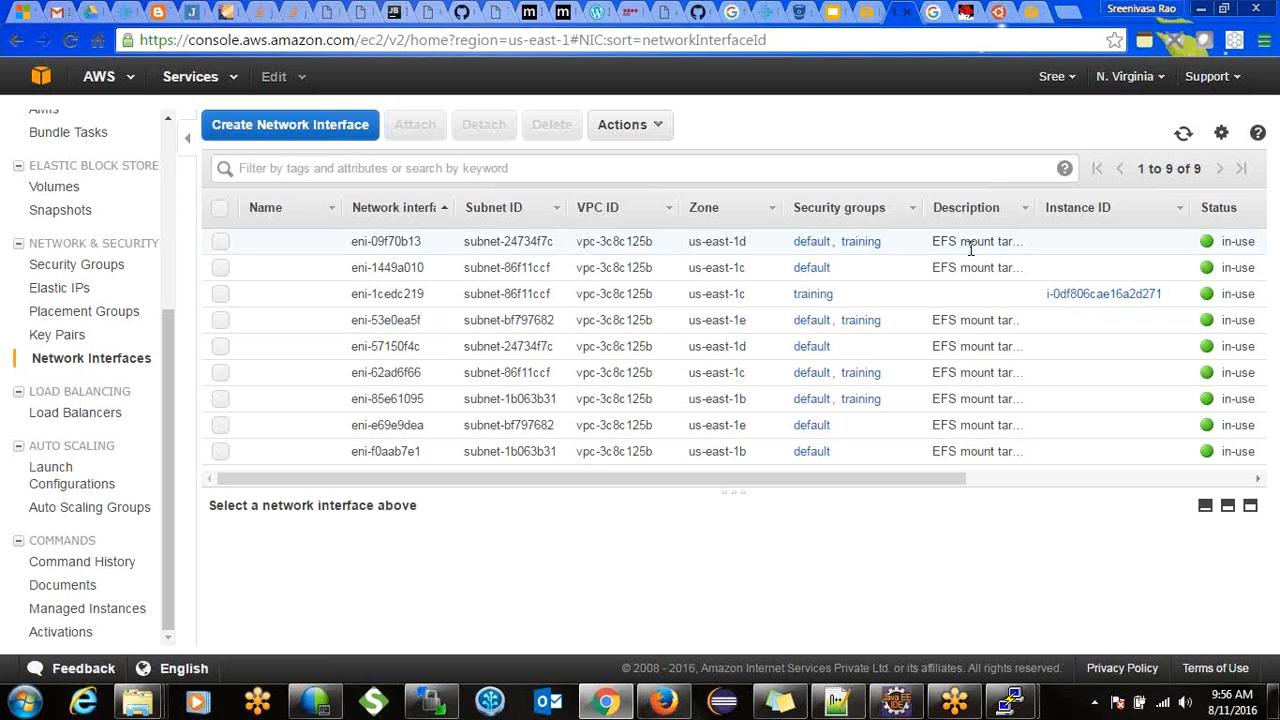 Sreenivasa Rao
https://console.aws.amazon.com/ec2/v2/home?region=us-east-1#NIC:sort=networkInterfaceId
AWS Services Edit Sree N. Virginia Support
AMIs
Bundle Tasks
ELASTIC BLOCK STORE
Volumes
Snapshots
NETWORK & SECURITY
Security Groups
Elastic IPs
Placement Groups
Key Pairs
Network Interfaces
LOAD BALANCING
Load Balancers
AUTO SCALING
Launch
Configurations
Auto Scaling Groups
COMMANDS
Command History
Documents
Managed Instances
Activations
Create Network Interface Attach Detach Delete Actions
Filter by tags and attributes or search by keyword
1 to 9 of 9
Name Network interfa Subnet ID VPC ID Zone Security groups Description Instance ID Status
eni-09f70b13 subnet-24734f7c vpc-3c8c125b us-east-1d default, training EFS mount tar... in-use
eni-1449a010 subnet-86f11ccf vpc-3c8c125b us-east-1c default EFS mount tar... in-use
eni-1cedc219 subnet-86f11ccf vpc-3c8c125b us-east-1c training i-0df806cae16a2d271 in-use
eni-53e0ea5f subnet-bf797682 vpc-3c8c125b us-east-1e default, training EFS mount tar... in-use
eni-57150f4c subnet-24734f7c vpc-3c8c125b us-east-1d default EFS mount tar... in-use
eni-62ad6f66 subnet-86f11ccf vpc-3c8c125b us-east-1c default, training EFS mount tar... in-use
eni-85e61095 subnet-1b063b31 vpc-3c8c125b us-east-1b default, training EFS mount tar... in-use
eni-e69e9dea subnet-bf797682 vpc-3c8c125b us-east-1e default EFS mount tar... in-use
eni-f0aab7e1 subnet-1b063b31 vpc-3c8c125b us-east-1b default EFS mount tar... in-use
Select a network interface above
Feedback English © 2008 - 2016, Amazon Internet Services Private Ltd. or its affiliates. All rights reserved. Privacy Policy Terms of Use
9:56 AM
8/11/2016